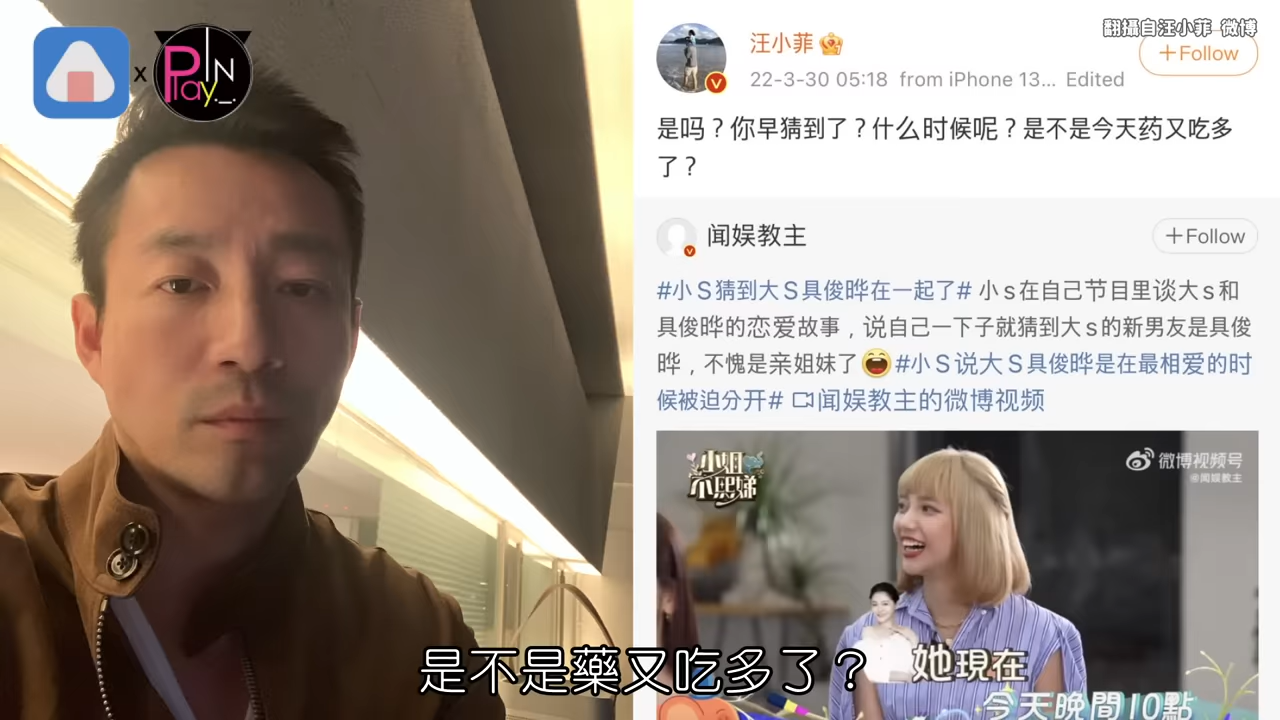 PlayIN
x
翻攝自汪小菲 微博
汪小菲
+Follow
22-3-30 05:18 from iPhone 13... Edited
是吗？你早猜到了？什么时候呢？是不是今天药又吃多
了？
闻娱教主
+Follow
#小S猜到大S具俊晔在一起了# 小s在自己节目里谈大s和
具俊晔的恋爱故事，说自己一下子就猜到大s的新男友是具俊
晔，不愧是亲姐妹了 #小S说大S具俊晔是在最相爱的时
候被迫分开# 闻娱教主的微博视频
小姐
不熙娣
微博视频号
@闻娱教主
她現在
今天晚間10點
是不是藥又吃多了？